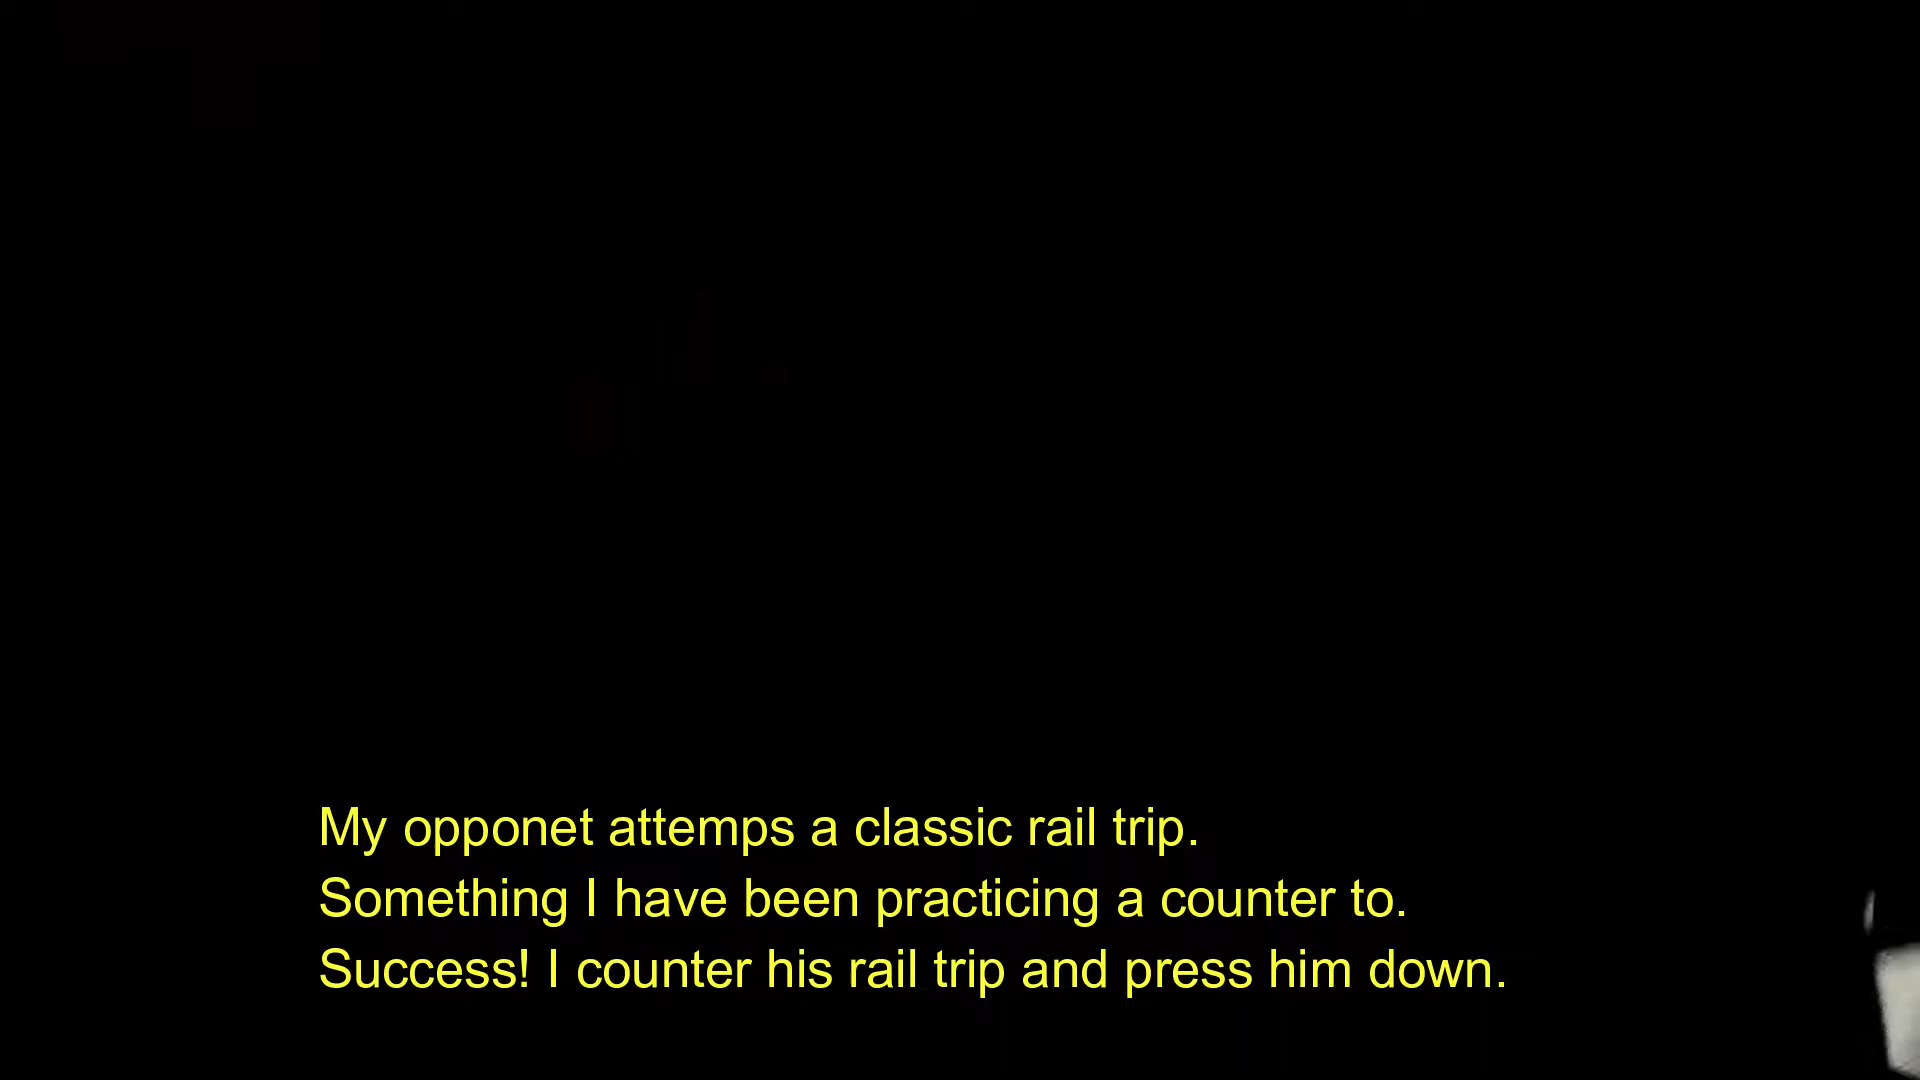 My opponet attemps a classic rail trip.
Something I have been practicing a counter to.
Success! I counter his rail trip and press him down.